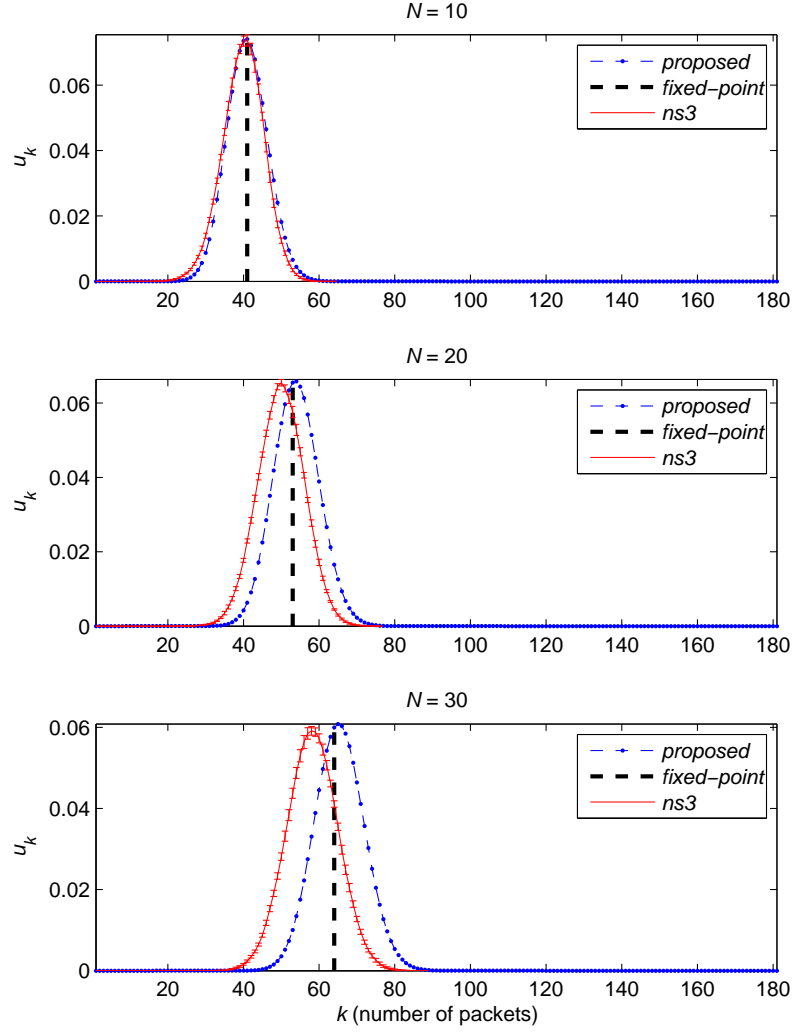 N = 10
0.06
0.04
0.02
0
u_k
20 40 60 80 100 120 140 160 180
proposed
fixed−point
ns3
N = 20
0.06
0.04
0.02
0
u_k
20 40 60 80 100 120 140 160 180
proposed
fixed−point
ns3
N = 30
0.06
0.04
0.02
0
u_k
20 40 60 80 100 120 140 160 180
k (number of packets)
proposed
fixed−point
ns3